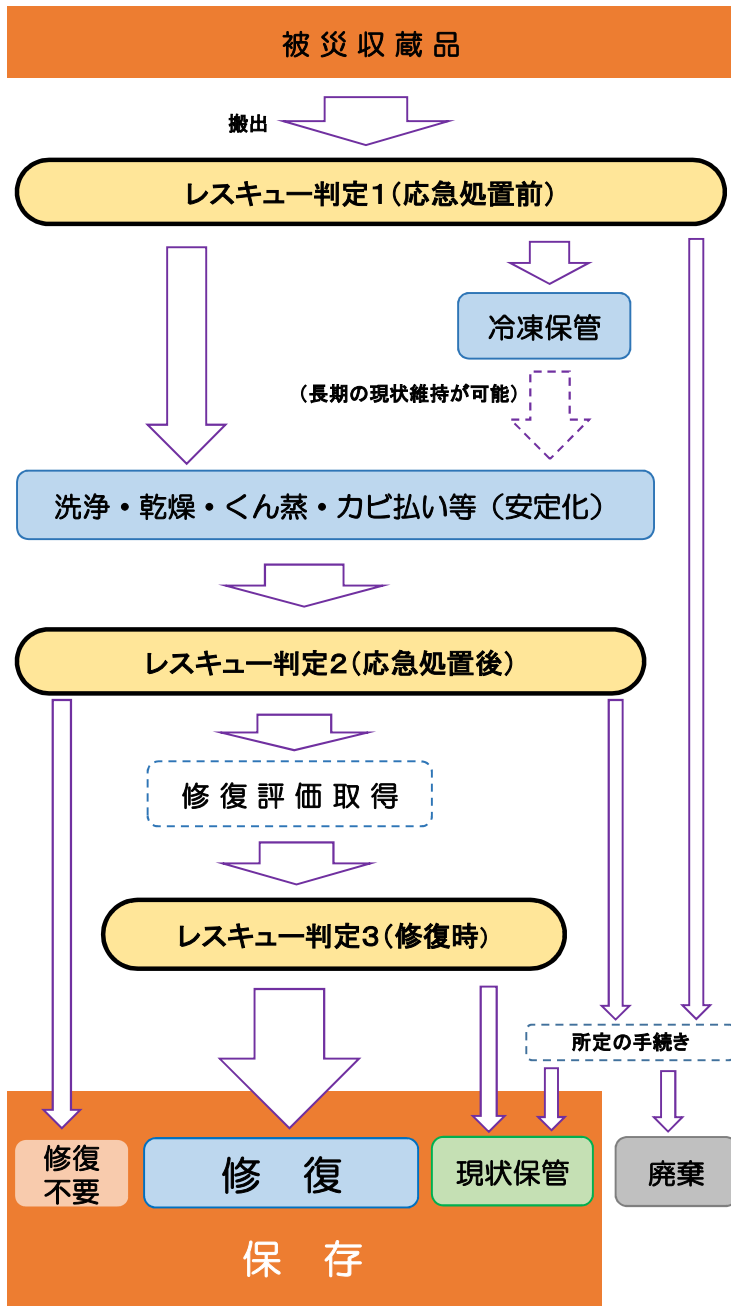 被災収蔵品
搬出
レスキュー判定1(応急処置前)
冷凍保管
(長期の現状維持が可能)
洗浄・乾燥・くん蒸・カビ払い等(安定化)
レスキュー判定2(応急処置後)
修復評価取得
レスキュー判定3(修復時)
所定の手続き
修復
不要
修 復
現状保管
廃棄
保 存